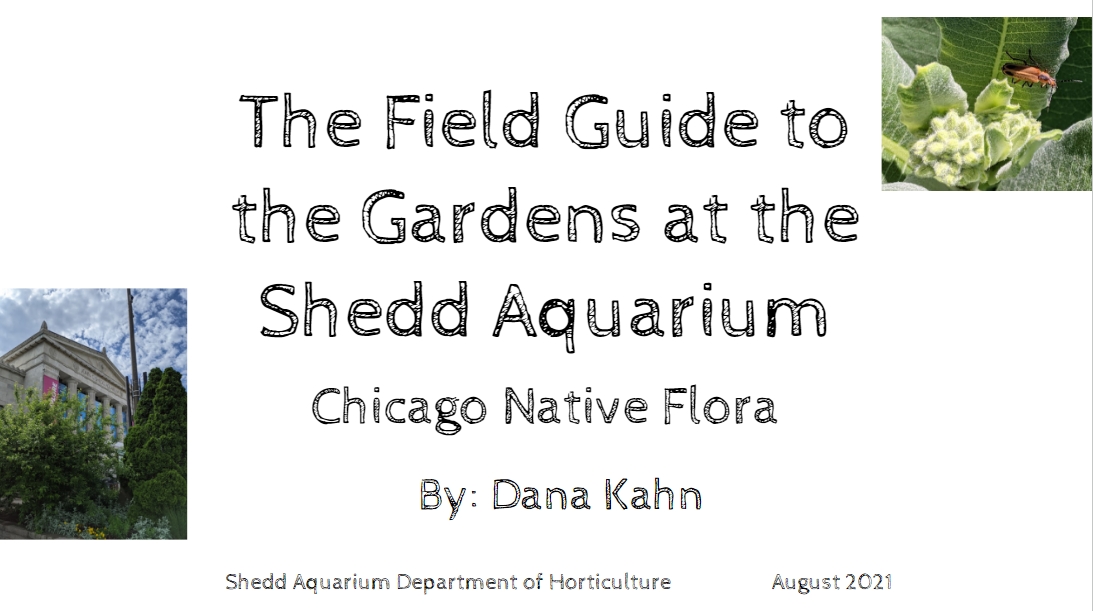 The Field Guide to
the Gardens at the
Shedd Aquarium
Chicago Native Flora
By: Dana Kahn
Shedd Aquarium Department of Horticulture August 2021